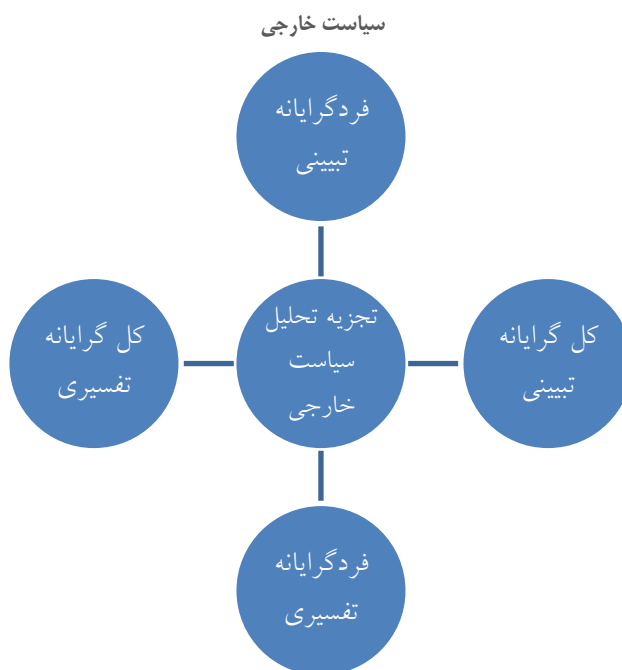 سیاست خارجی
فردگرایانه
تبیینی
تجزیه تحلیل
سیاست
خارجی
کل گرایانه
تبیینی
کل گرایانه
تفسیری
فردگرایانه
تفسیری